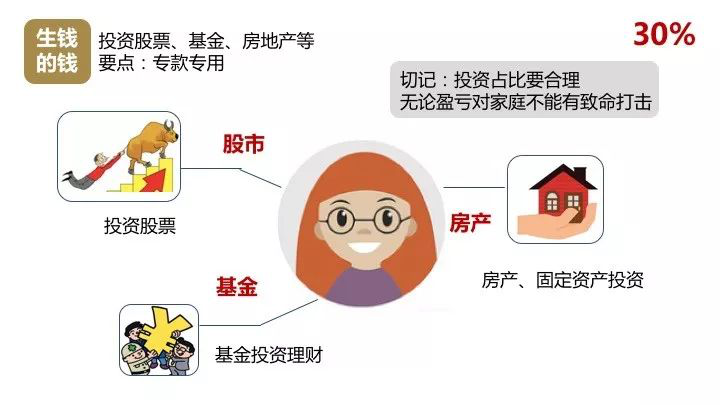 生钱
的钱
投资股票、基金、房地产等
要点：专款专用
30%
切记：投资占比要合理
无论盈亏对家庭不能有致命打击
股市
投资股票
房产
房产、固定资产投资
基金
基金投资理财